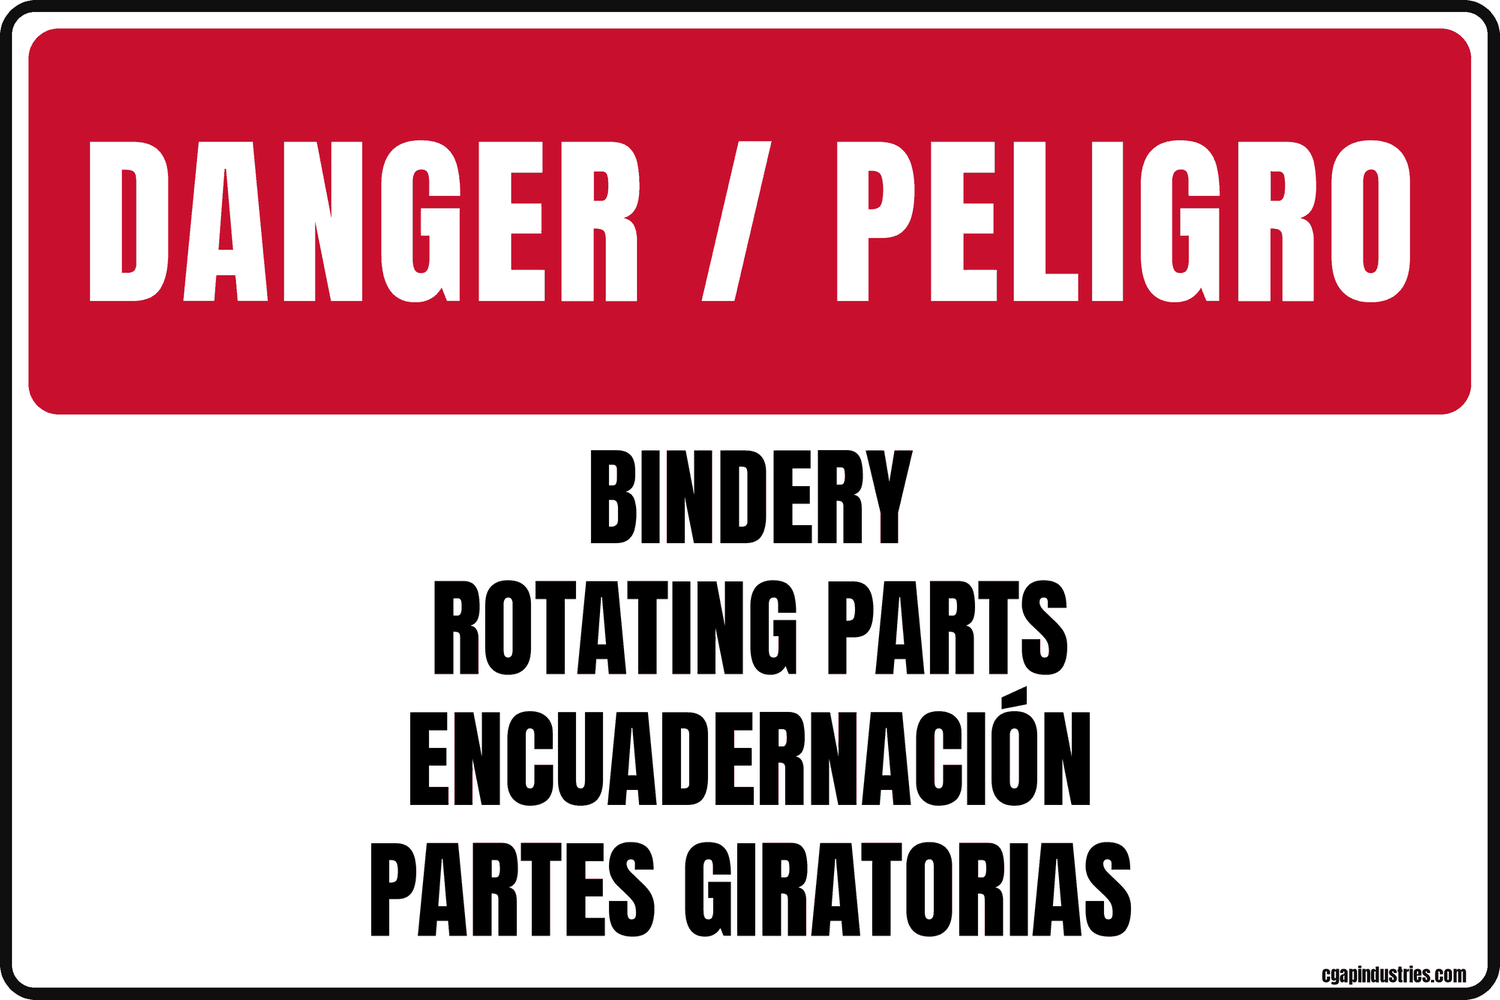 DANGER / PELIGRO
BINDERY
ROTATING PARTS
ENCUADERNACIÓN
PARTES GIRATORIAS
cgapindustries.com